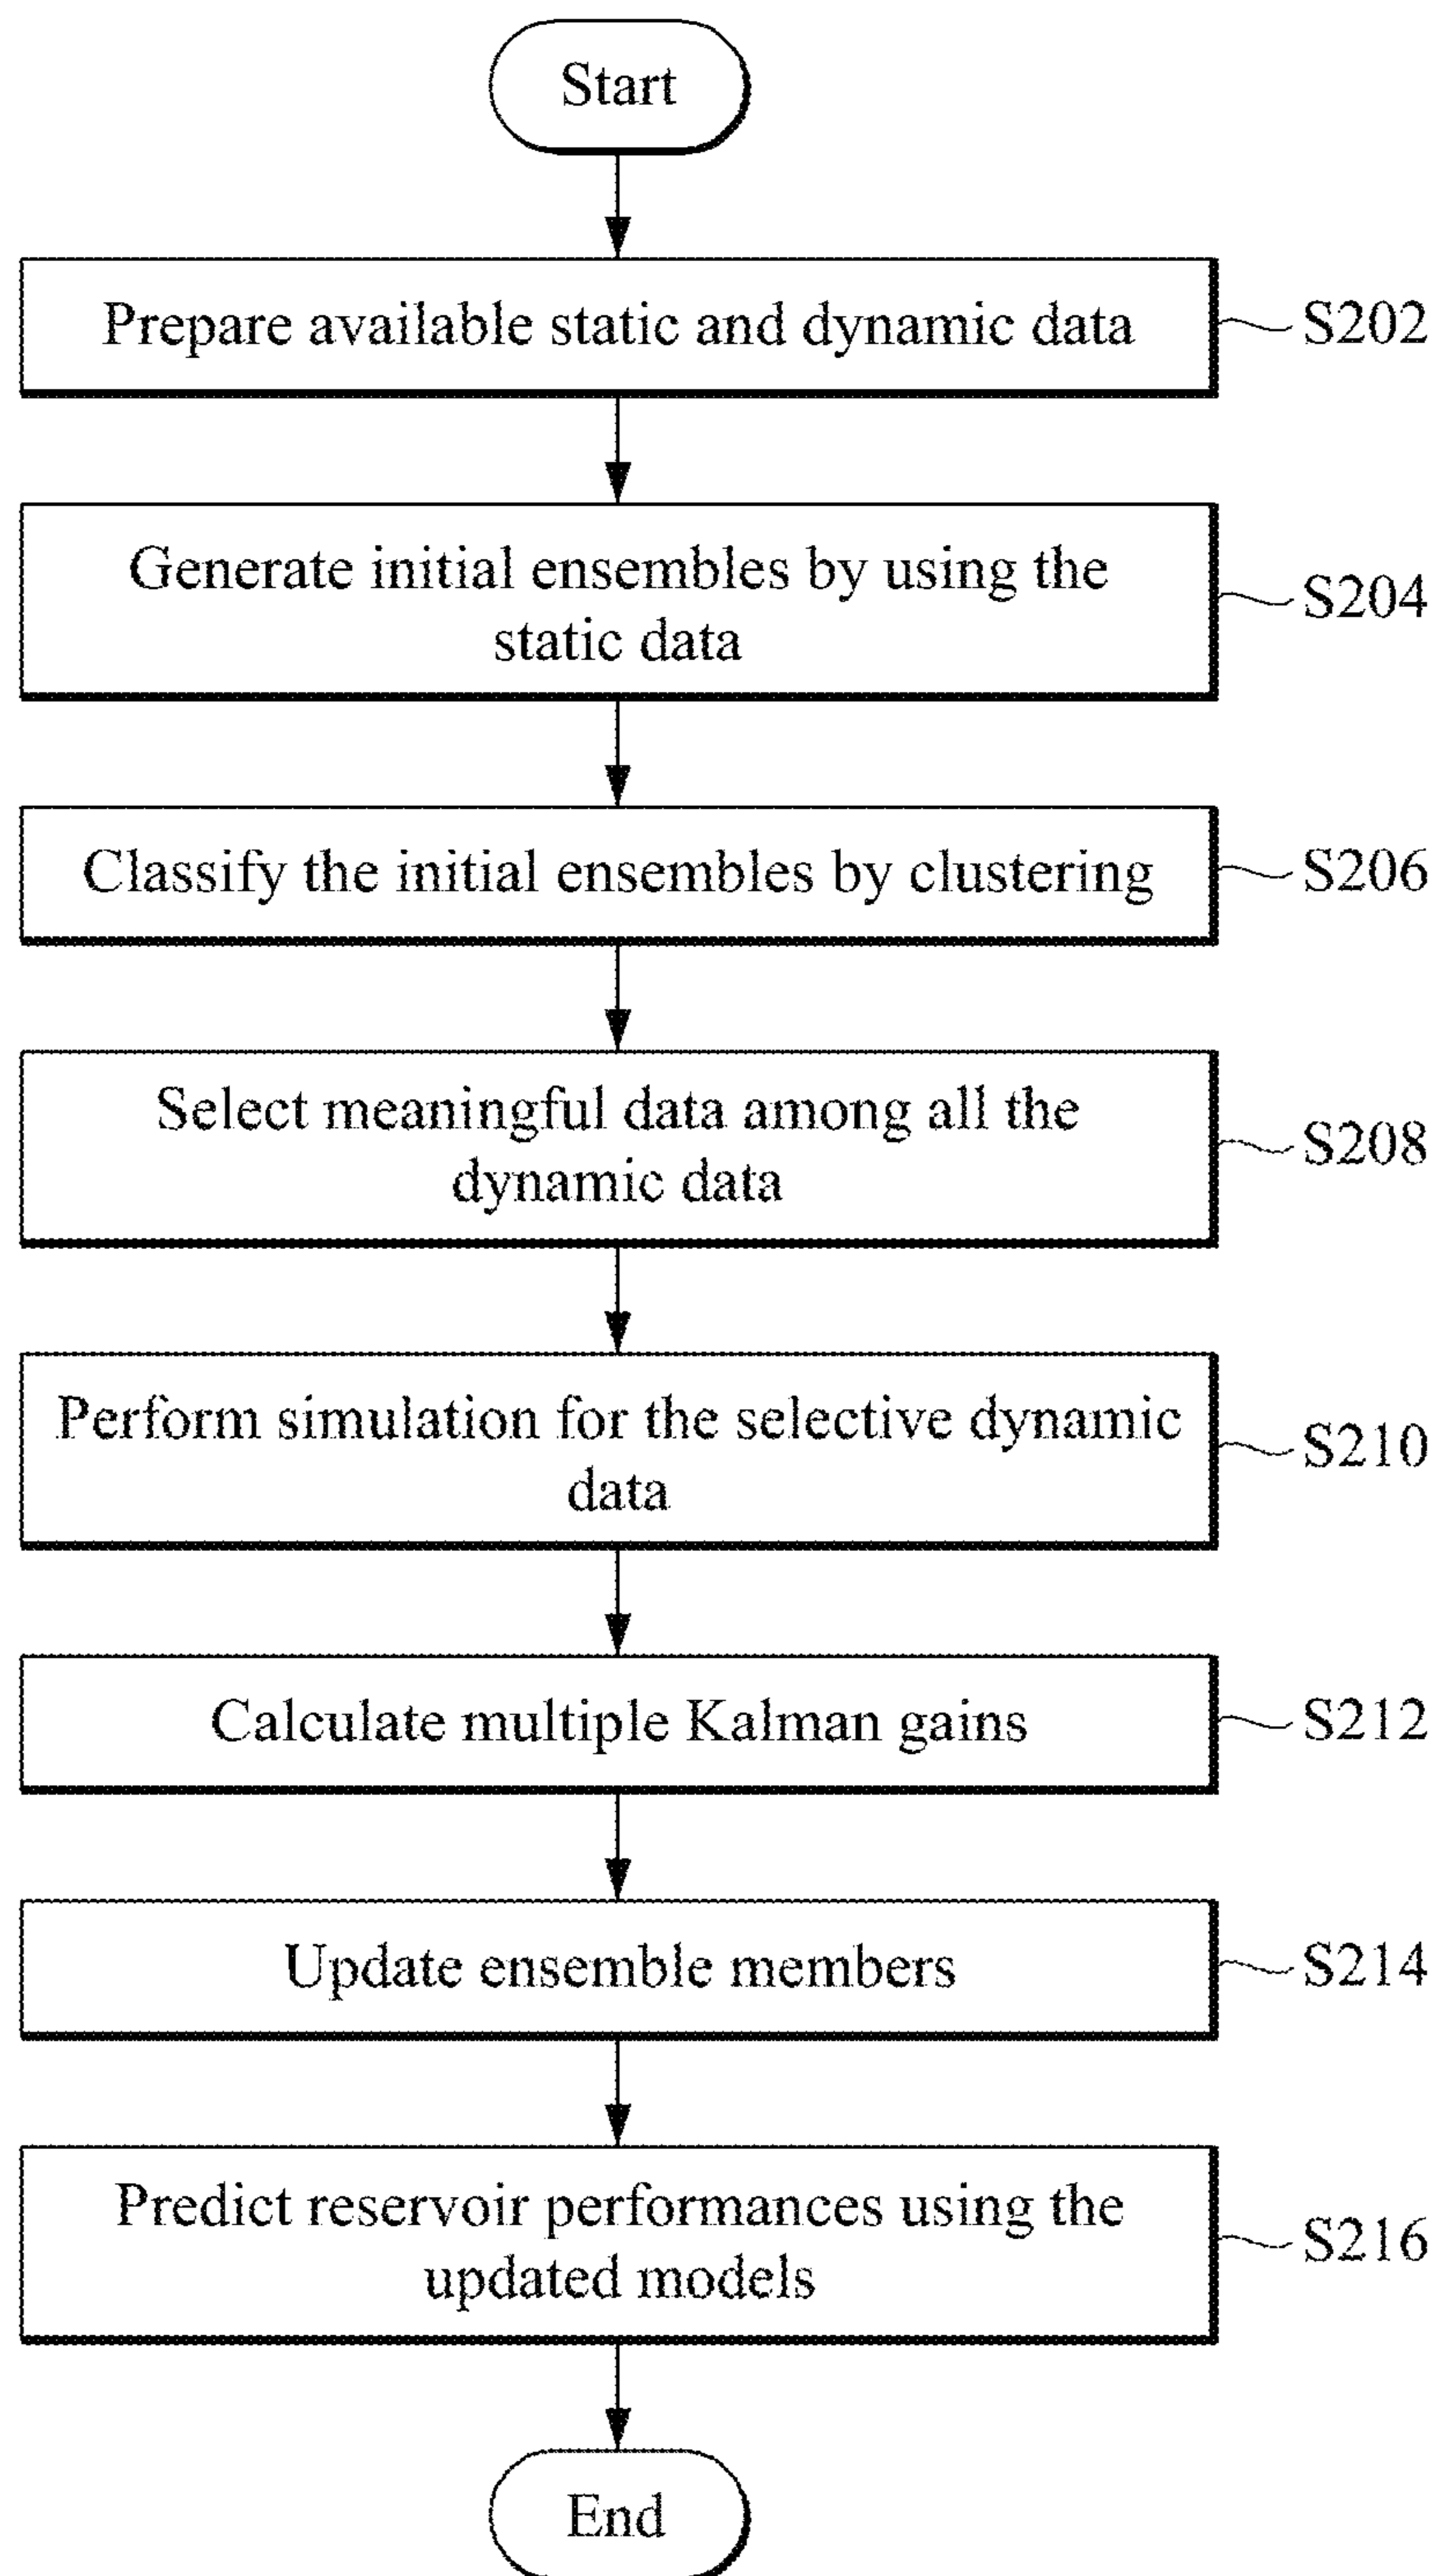 Start
Prepare available static and dynamic data
S202
Generate initial ensembles by using the
static data
S204
Classify the initial ensembles by clustering
S206
Select meaningful data among all the
dynamic data
S208
Perform simulation for the selective dynamic
data
S210
Calculate multiple Kalman gains
S212
Update ensemble members
S214
Predict reservoir performances using the
updated models
S216
End